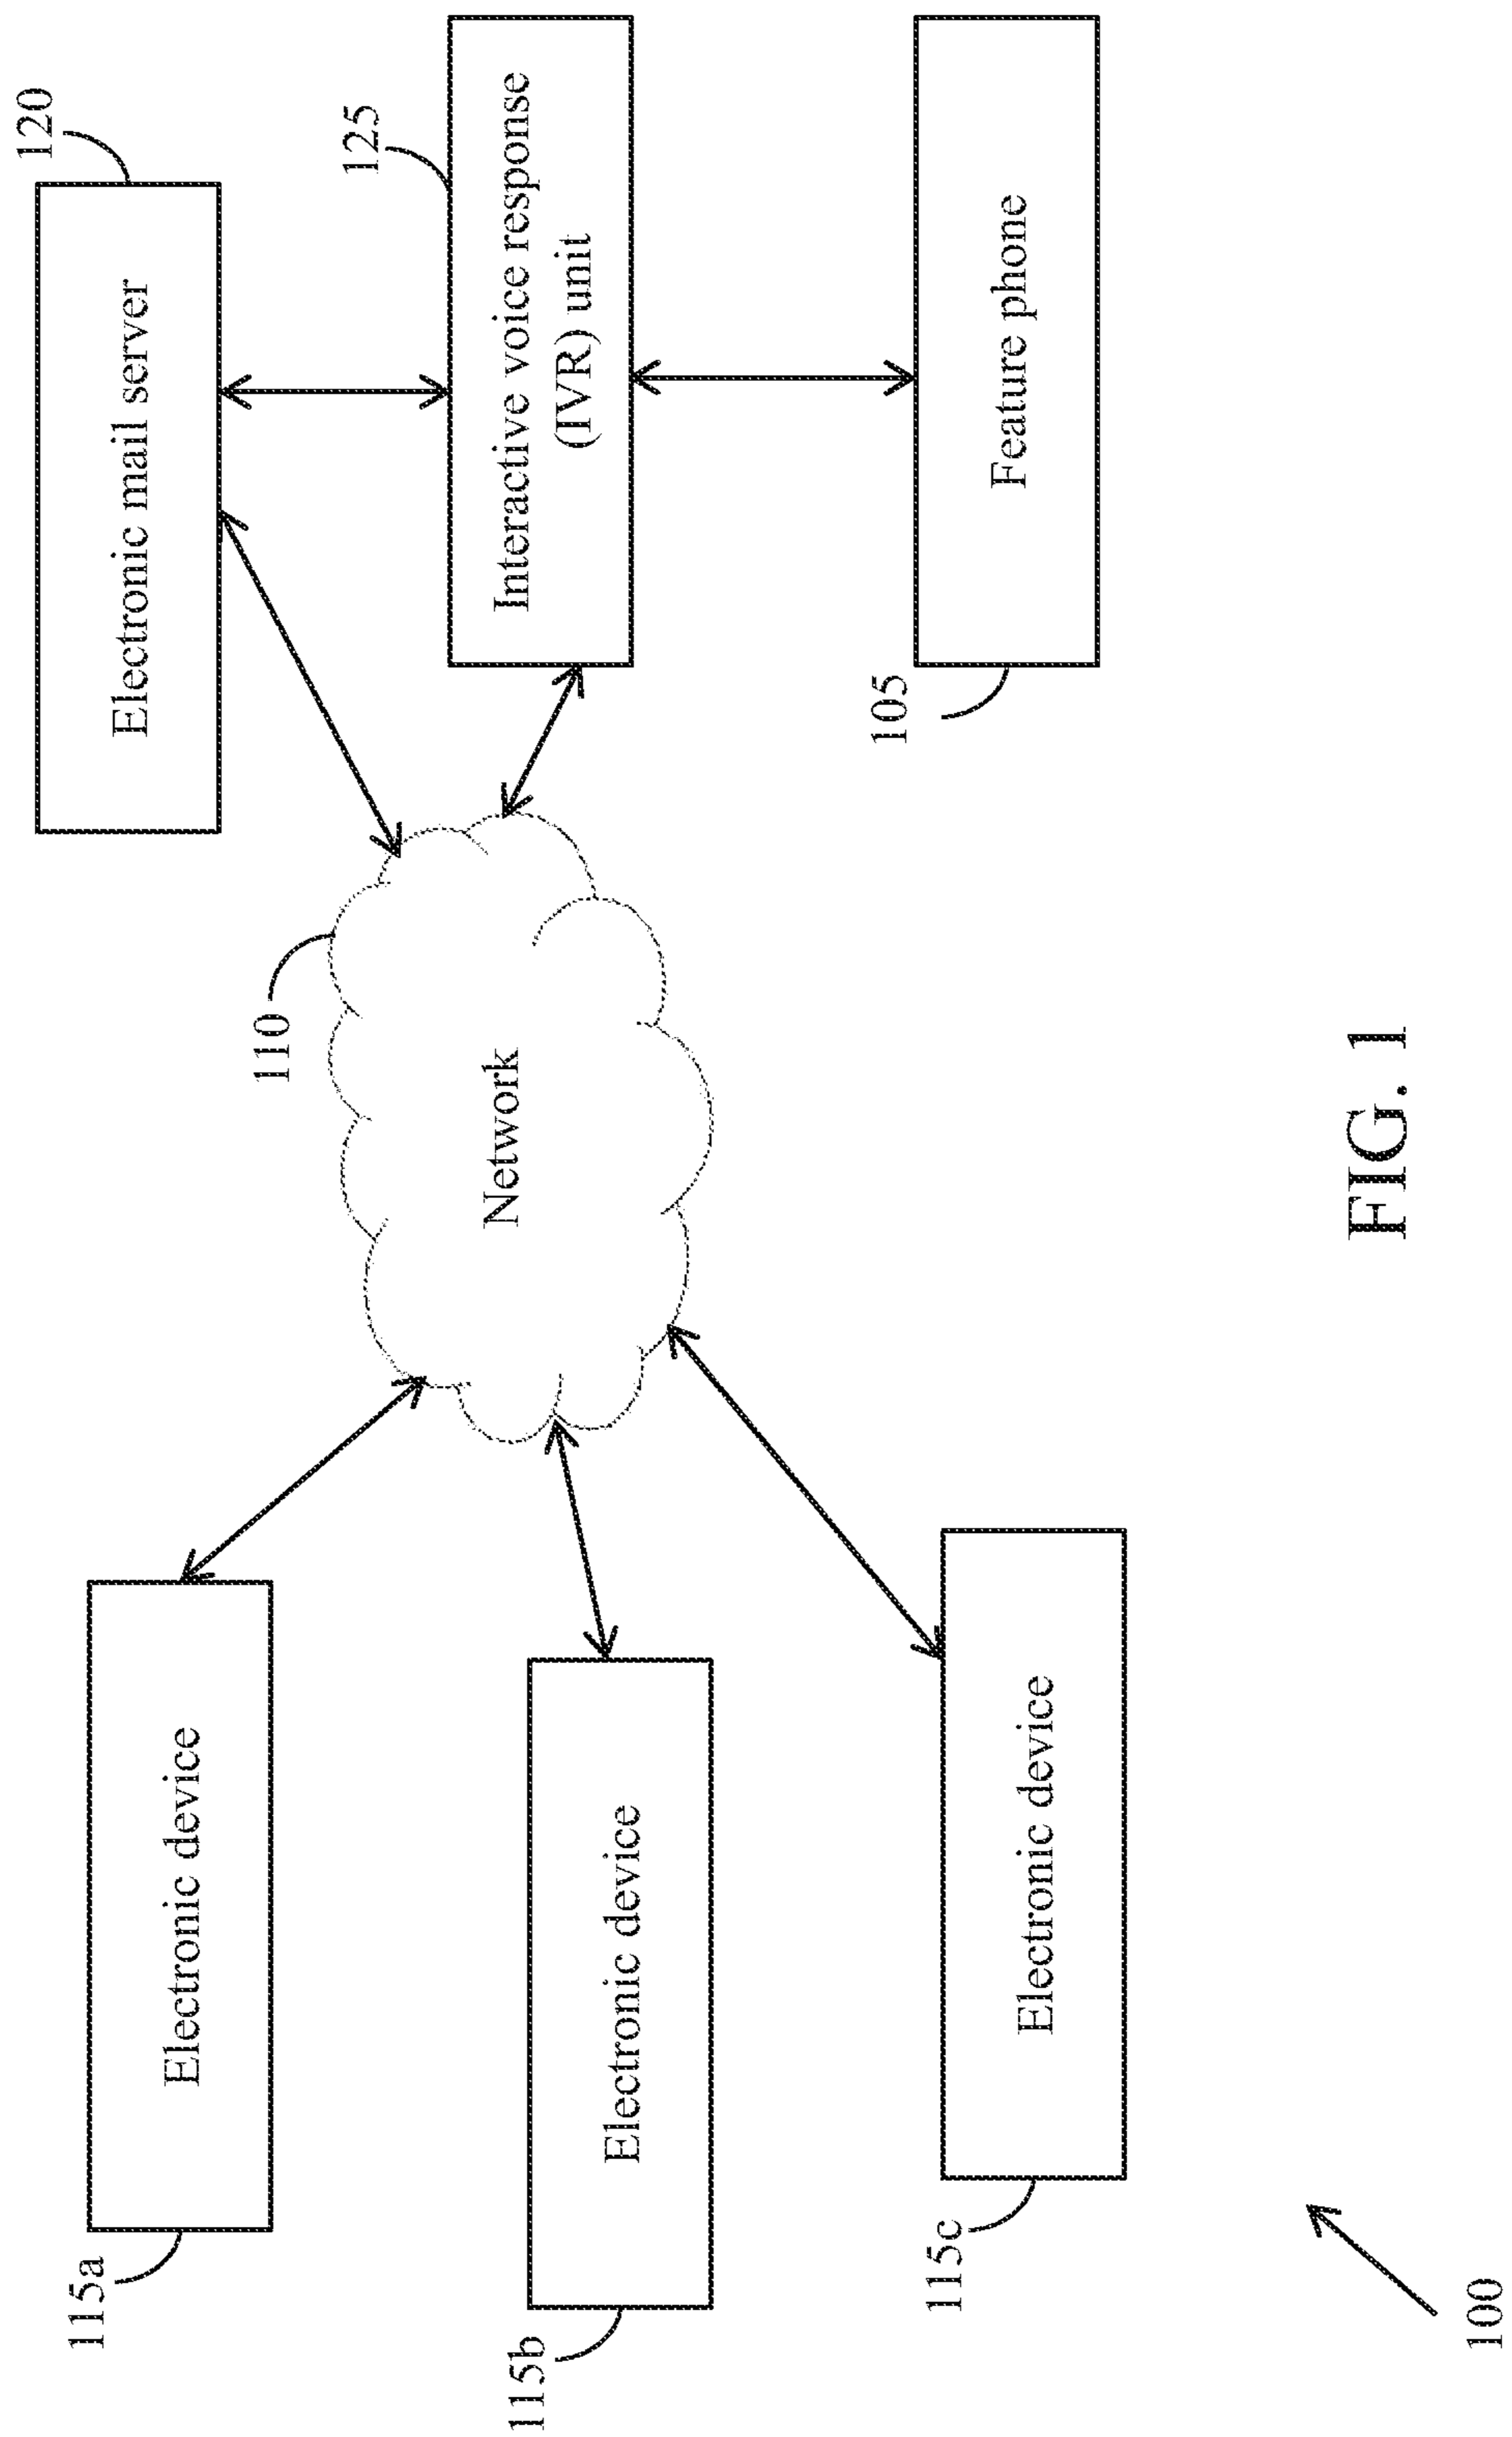 115a
Electronic device
115b
Electronic device
115c
Electronic device
110
Network
120
Electronic mail server
125
Interactive voice response
(IVR) unit
105
Feature phone
100
FIG. 1